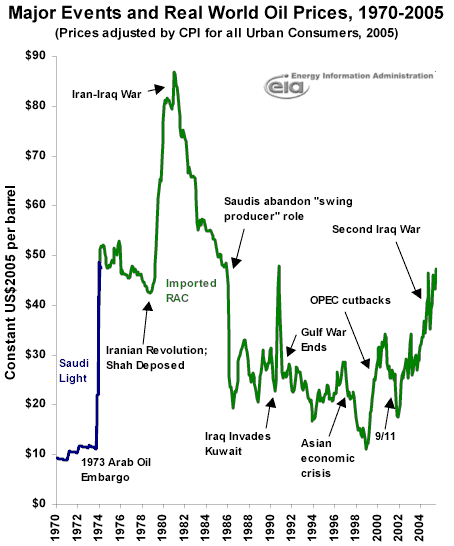 Major Events and Real World Oil Prices, 1970-2005
(Prices adjusted by CPI for all Urban Consumers, 2005)
eia Energy Information Administration
Constant US$2005 per barrel
$90
$80
$70
$60
$50
$40
$30
$20
$10
$0
Iran-Iraq War
Saudis abandon "swing
producer" role
Second Iraq War
Imported
RAC
OPEC cutbacks
Saudi
Light
Iranian Revolution;
Shah Deposed
Gulf War
Ends
1973 Arab Oil
Embargo
Iraq Invades
Kuwait
Asian
economic
crisis
9/11
1970
1972
1974
1976
1978
1980
1982
1984
1986
1988
1990
1992
1994
1996
1998
2000
2002
2004